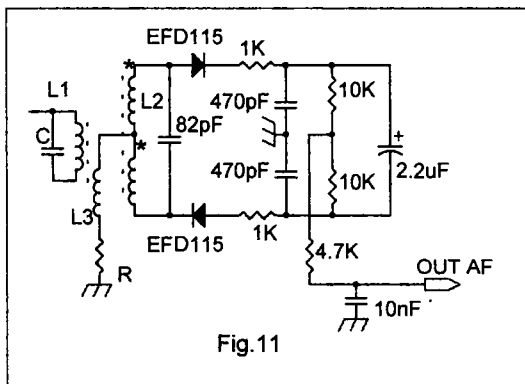 EFD115
1K
L1
*
L2
470pF
10K
C
82pF
*
+
2.2uF
470pF
10K
L3
EFD115
1K
4.7K
OUT AF
R
10nF
Fig.11